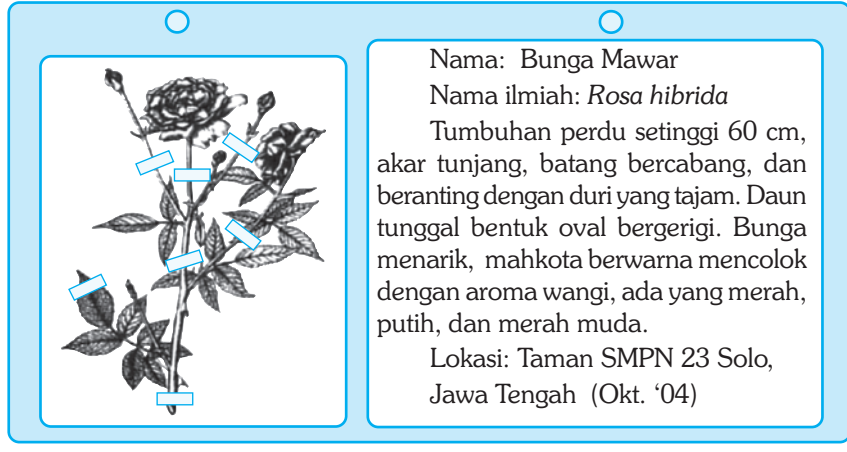 Nama: Bunga Mawar
Nama ilmiah: Rosa hibrida
Tumbuhan perdu setinggi 60 cm,
akar tunjang, batang bercabang, dan
beranting dengan duri yang tajam. Daun
tunggal bentuk oval bergerigi. Bunga
menarik, mahkota berwarna mencolok
dengan aroma wangi, ada yang merah,
putih, dan merah muda.
Lokasi: Taman SMPN 23 Solo,
Jawa Tengah (Okt. ‘04)